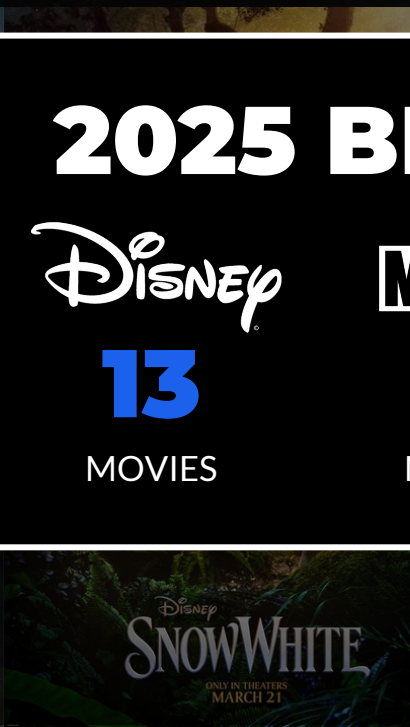 2025 B
DISNEY
©
13
MOVIES
DISNEY
SNOW WHITE
ONLY IN THEATERS
MARCH 21